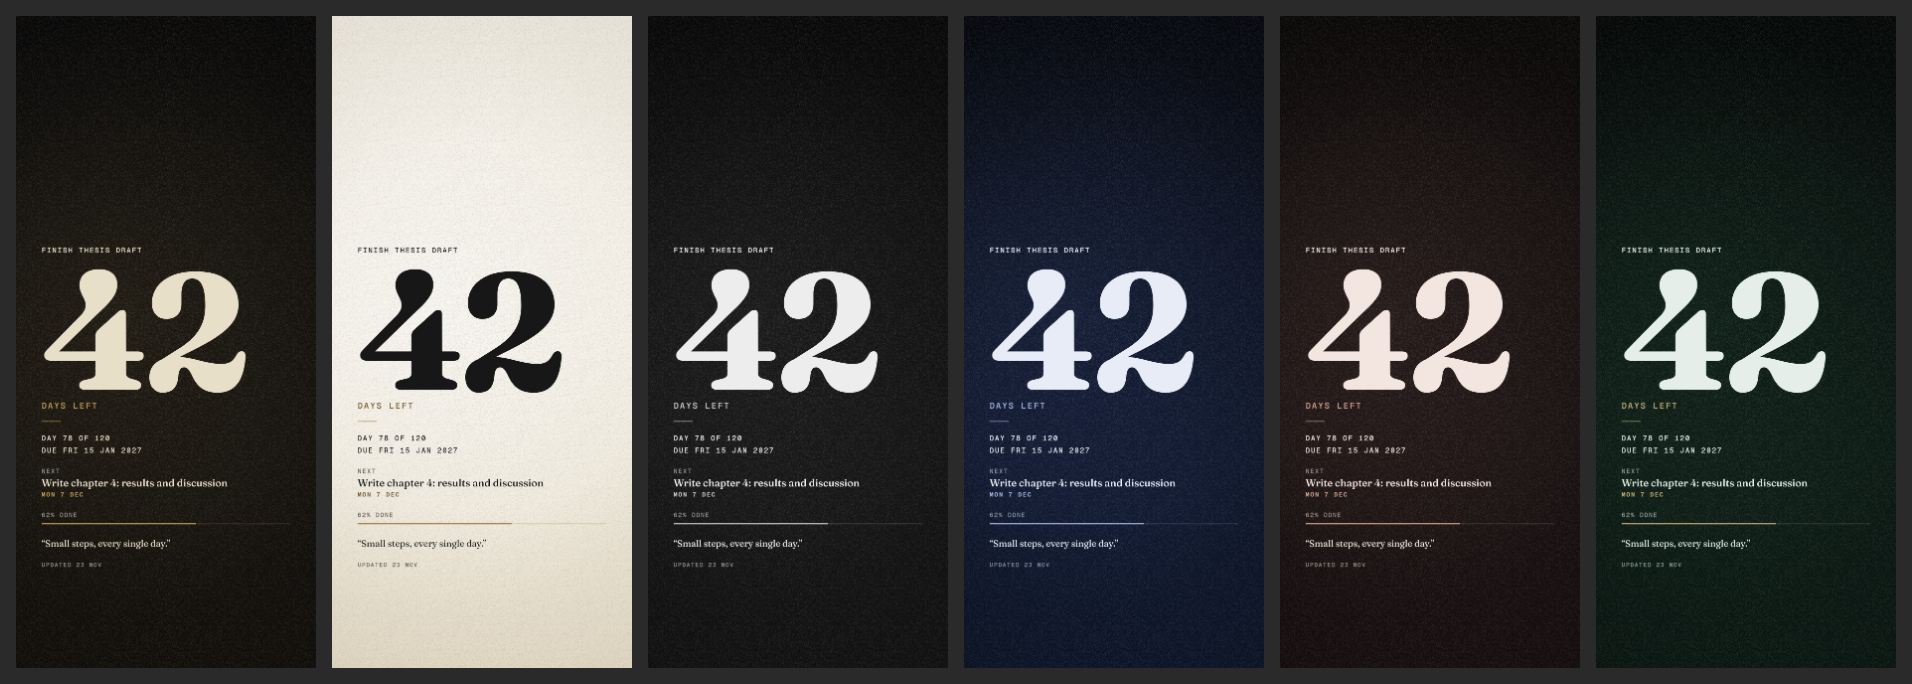 FINISH THESIS DRAFT
42
DAYS LEFT
DAY 78 OF 120
DUE FRI 15 JAN 2027
NEXT
Write chapter 4: results and discussion
MON 7 DEC
62% DONE
“Small steps, every single day.”
UPDATED 23 NOV
FINISH THESIS DRAFT
42
DAYS LEFT
DAY 78 OF 120
DUE FRI 15 JAN 2027
NEXT
Write chapter 4: results and discussion
MON 7 DEC
62% DONE
“Small steps, every single day.”
UPDATED 23 NOV
FINISH THESIS DRAFT
42
DAYS LEFT
DAY 78 OF 120
DUE FRI 15 JAN 2027
NEXT
Write chapter 4: results and discussion
MON 7 DEC
62% DONE
“Small steps, every single day.”
UPDATED 23 NOV
FINISH THESIS DRAFT
42
DAYS LEFT
DAY 78 OF 120
DUE FRI 15 JAN 2027
NEXT
Write chapter 4: results and discussion
MON 7 DEC
62% DONE
“Small steps, every single day.”
UPDATED 23 NOV
FINISH THESIS DRAFT
42
DAYS LEFT
DAY 78 OF 120
DUE FRI 15 JAN 2027
NEXT
Write chapter 4: results and discussion
MON 7 DEC
62% DONE
“Small steps, every single day.”
UPDATED 23 NOV
FINISH THESIS DRAFT
42
DAYS LEFT
DAY 78 OF 120
DUE FRI 15 JAN 2027
NEXT
Write chapter 4: results and discussion
MON 7 DEC
62% DONE
“Small steps, every single day.”
UPDATED 23 NOV